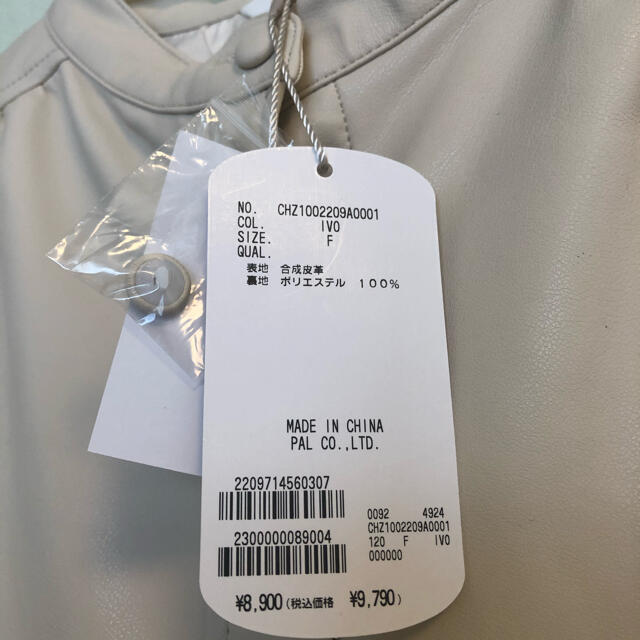 NO. CHZ1002209A0001
COL. IVO
SIZE. F
QUAL.
表地 合成皮革
裏地 ポリエステル 100%
MADE IN CHINA
PAL CO.,LTD.
2209714560307
2300000089004
0092 4924
CHZ1002209A0001
120 F IVO
000000
¥8,900(税込価格 ¥9,790)